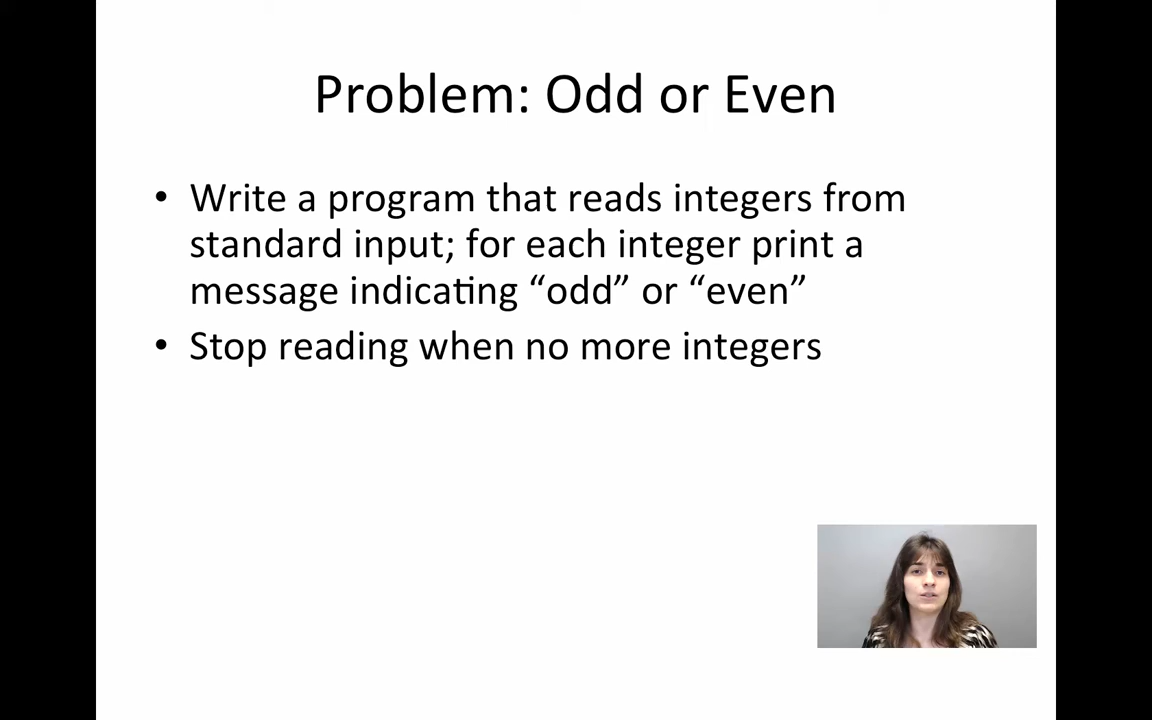 Problem: Odd or Even
• Write a program that reads integers from
standard input; for each integer print a
message indicating “odd” or “even”
• Stop reading when no more integers